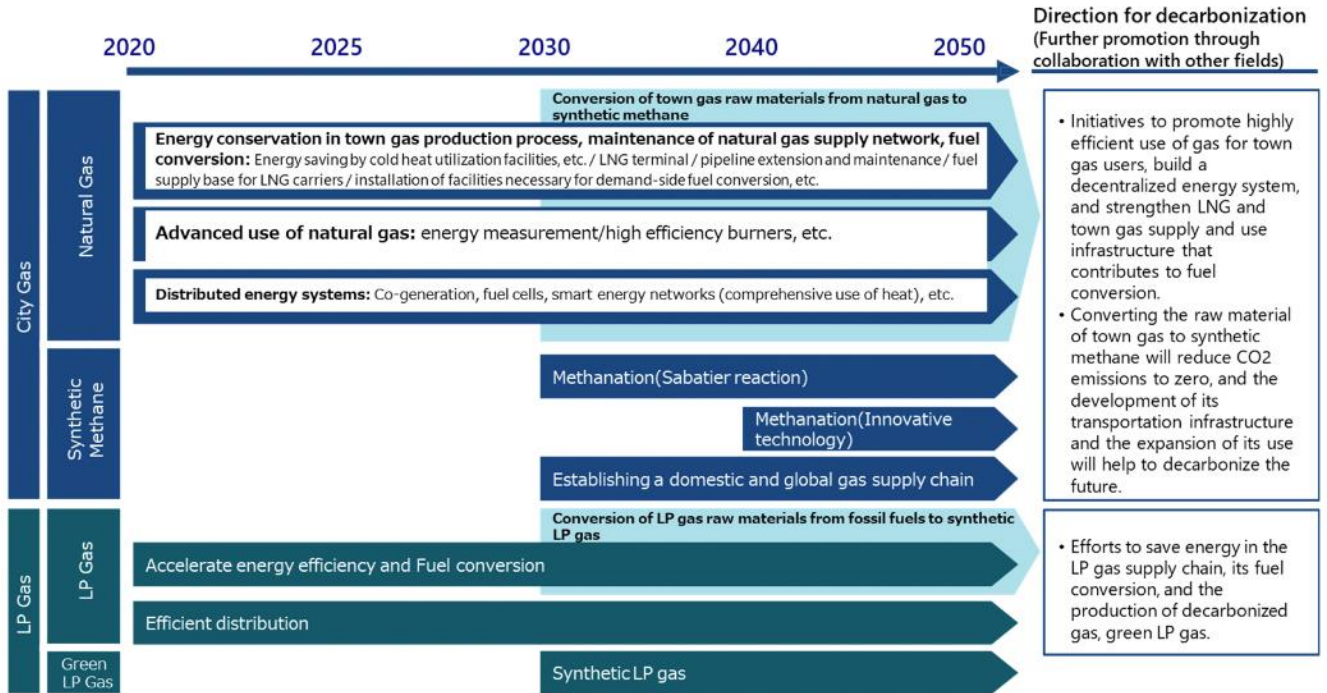 Direction for decarbonization
(Further promotion through
collaboration with other fields)
2020
2025
2030
2040
2050
City Gas
Natural Gas
Conversion of town gas raw materials from natural gas to
synthetic methane
Energy conservation in town gas production process, maintenance of natural gas supply network, fuel
conversion: Energy saving by cold heat utilization facilities, etc. / LNG terminal / pipeline extension and maintenance / fuel
supply base for LNG carriers / installation of facilities necessary for demand-side fuel conversion, etc.
Advanced use of natural gas: energy measurement/high efficiency burners, etc.
Distributed energy systems: Co-generation, fuel cells, smart energy networks (comprehensive use of heat), etc.
Synthetic
Methane
Methanation(Sabatier reaction)
Methanation(Innovative
technology)
Establishing a domestic and global gas supply chain
• Initiatives to promote highly
efficient use of gas for town
gas users, build a
decentralized energy system,
and strengthen LNG and
town gas supply and use
infrastructure that
contributes to fuel
conversion.
• Converting the raw material
of town gas to synthetic
methane will reduce CO2
emissions to zero, and the
development of its
transportation infrastructure
and the expansion of its use
will help to decarbonize the
future.
LP Gas
LP Gas
Conversion of LP gas raw materials from fossil fuels to synthetic
LP gas
Accelerate energy efficiency and Fuel conversion
Efficient distribution
Green
LP Gas
Synthetic LP gas
• Efforts to save energy in the
LP gas supply chain, its fuel
conversion, and the
production of decarbonized
gas, green LP gas.